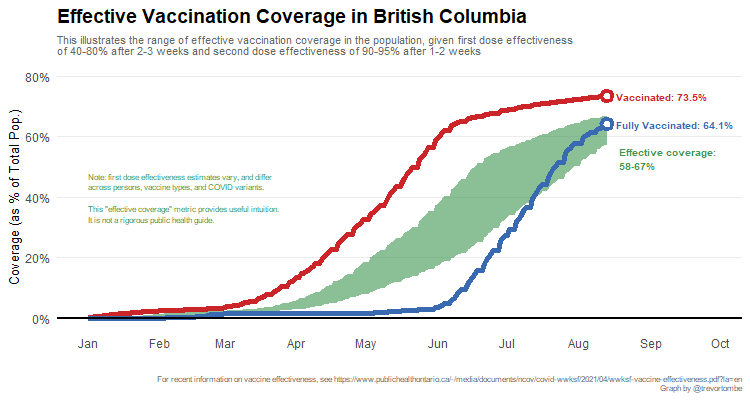 Effective Vaccination Coverage in British Columbia
This illustrates the range of effective vaccination coverage in the population, given first dose effectiveness
of 40-80% after 2-3 weeks and second dose effectiveness of 90-95% after 1-2 weeks
Coverage (as % of Total Pop.)
80%
60%
40%
20%
0%
Vaccinated: 73.5%
Fully Vaccinated: 64.1%
Effective coverage:
58-67%
Note: first dose effectiveness estimates vary, and differ
across persons, vaccine types, and COVID variants.
This "effective coverage" metric provides useful intuition.
It is not a rigorous public health guide.
Jan Feb Mar Apr May Jun Jul Aug Sep Oct
For recent information on vaccine effectiveness, see https://www.publichealthontario.ca/-/media/documents/ncov/covid-wwksf/2021/04/wwksf-vaccine-effectiveness.pdf?la=en
Graph by @trevortombe